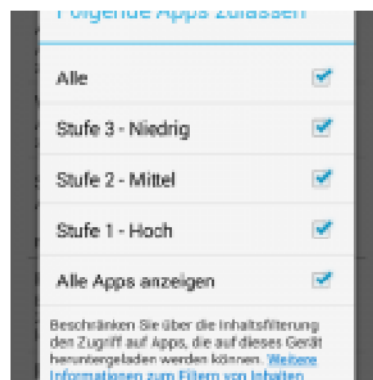 Folgende Apps zulassen
Alle
Stufe 3 - Niedrig
Stufe 2 - Mittel
Stufe 1 - Hoch
Alle Apps anzeigen
Beschränken Sie über die Inhaltsfilterung
den Zugriff auf Apps, die auf dieses Gerät
heruntergeladen werden können. Weitere
Informationen zum Filtern von Inhalten